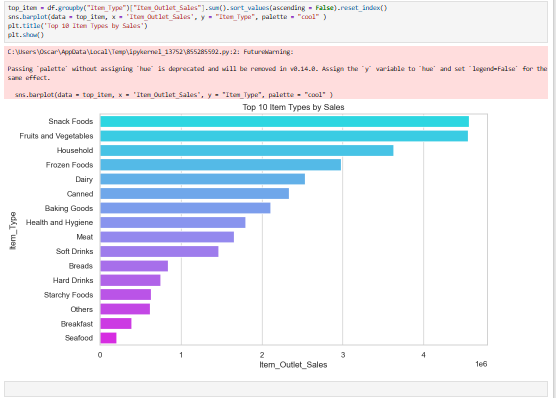 top_item = df.groupby("Item_Type")["Item_Outlet_Sales"].sum().sort_values(ascending = False).reset_index()
sns.barplot(data = top_item, x = 'Item_Outlet_Sales', y = "Item_Type", palette = "cool" )
plt.title('Top 10 Item Types by Sales')
plt.show()
C:\Users\Oscar\AppData\Local\Temp\ipykernel_13752\855285592.py:2: FutureWarning:
Passing `palette` without assigning `hue` is deprecated and will be removed in v0.14.0. Assign the `y` variable to `hue` and set `legend=False` for the
same effect.
sns.barplot(data = top_item, x = 'Item_Outlet_Sales', y = "Item_Type", palette = "cool" )
Top 10 Item Types by Sales
Snack Foods
Fruits and Vegetables
Household
Frozen Foods
Dairy
Canned
Baking Goods
Health and Hygiene
Meat
Soft Drinks
Breads
Hard Drinks
Starchy Foods
Others
Breakfast
Seafood
Item_Type
0 1 2 3 4
1e6
Item_Outlet_Sales